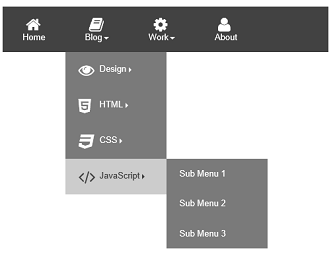 Home
Blog
Work
About
Design
HTML
CSS
JavaScript
Sub Menu 1
Sub Menu 2
Sub Menu 3